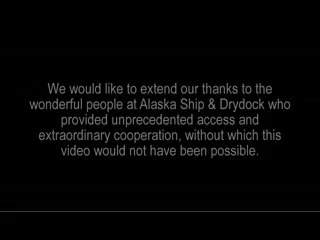 We would like to extend our thanks to the
wonderful people at Alaska Ship & Drydock who
provided unprecedented access and
extraordinary cooperation, without which this
video would not have been possible.